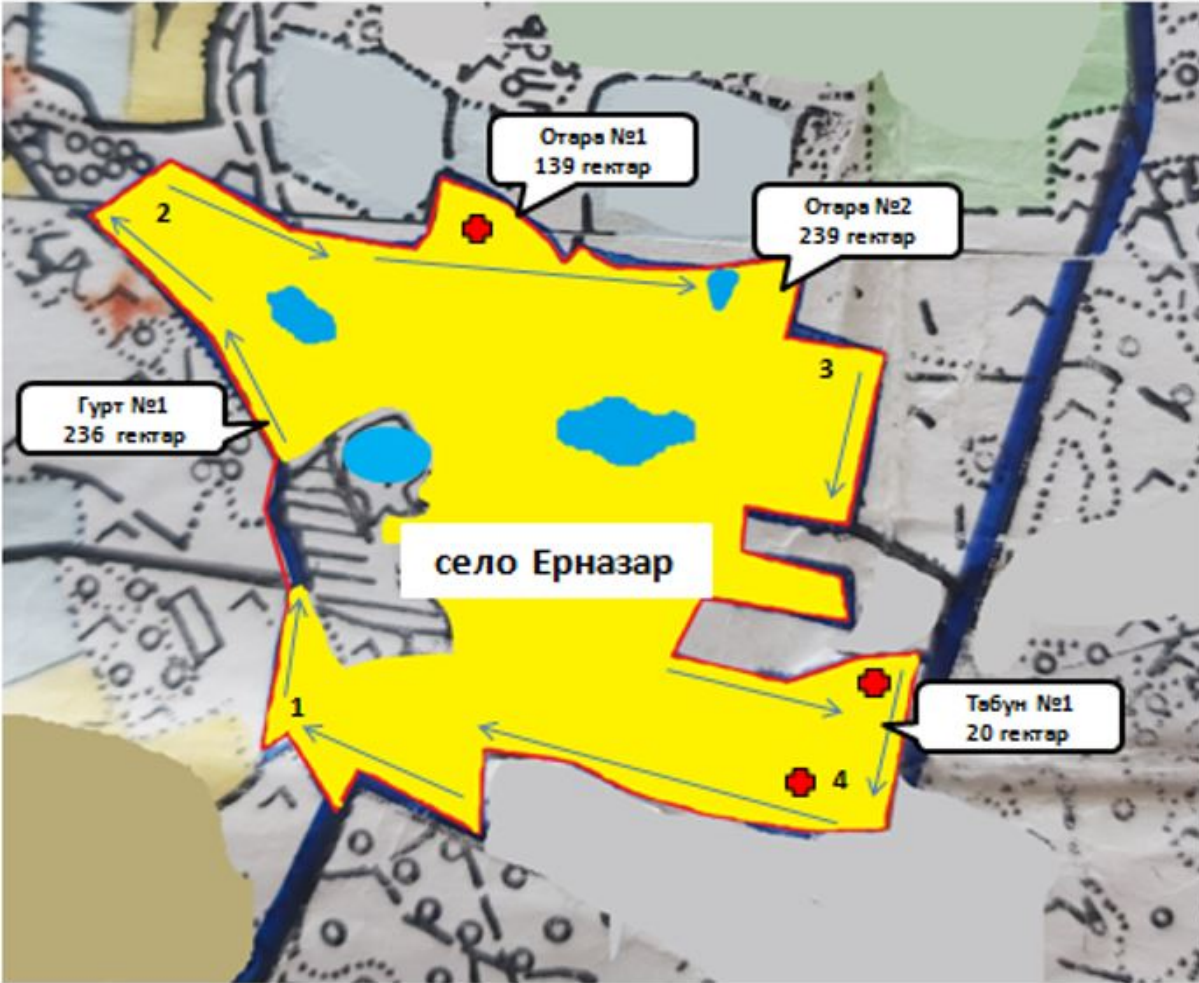 Отара №1
139 гектар
Отара №2
239 гектар
2
3
Гурт №1
236 гектар
село Ерназар
1
Табун №1
20 гектар
4